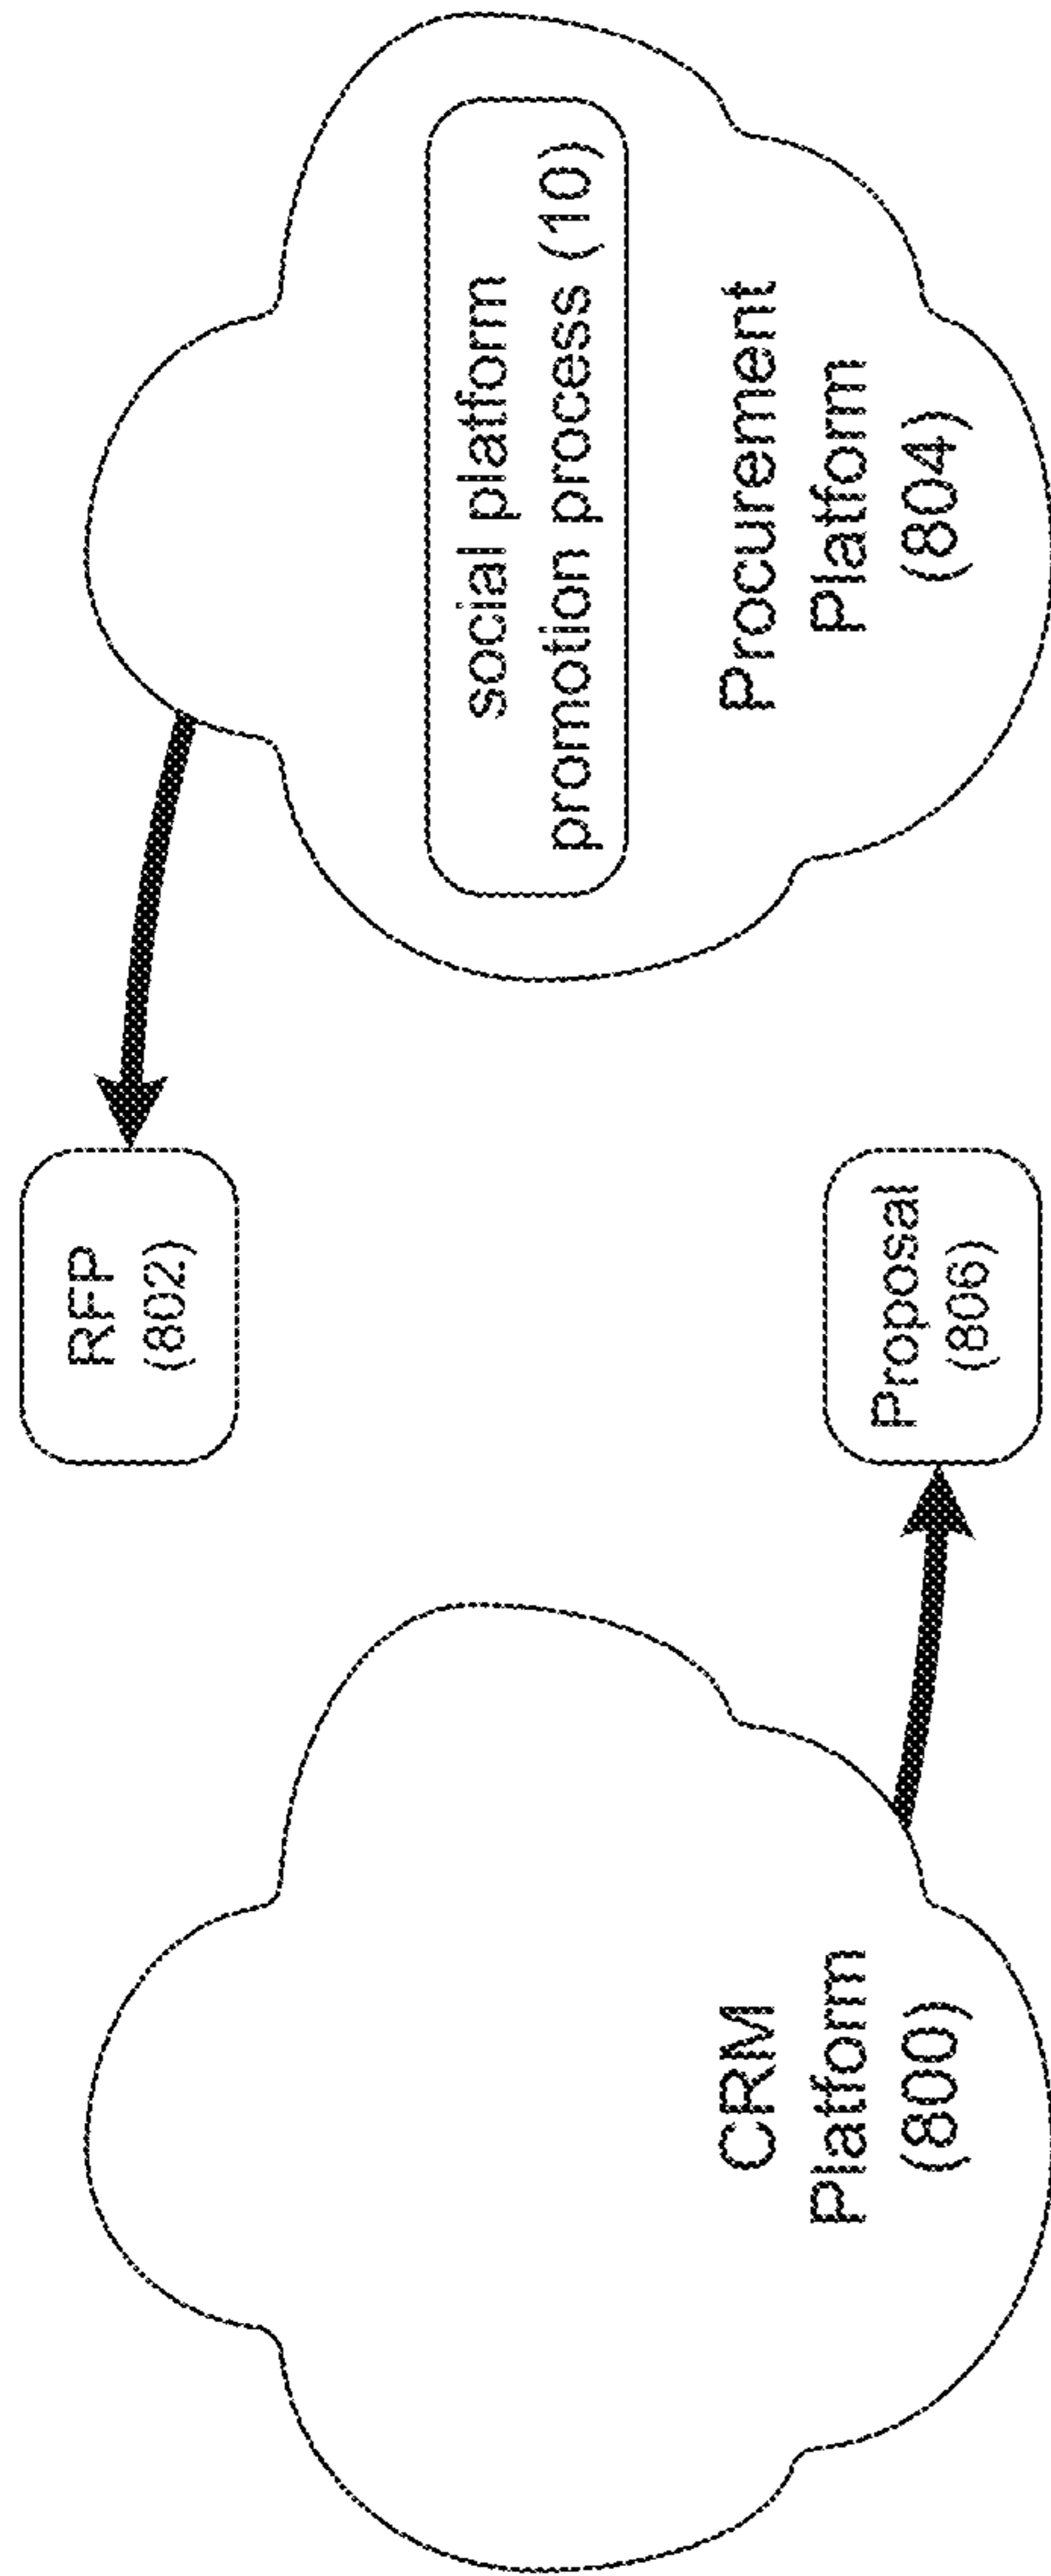 CRM
Platform
(800)
RFP
(802)
Proposal
(806)
social platform
promotion process (10)
Procurement
Platform
(804)